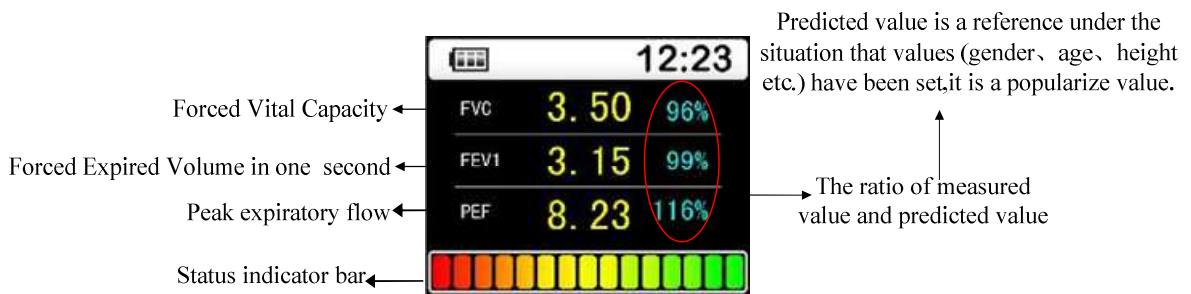 Predicted value is a reference under the
situation that values (gender、age、height
etc.) have been set,it is a popularize value.
12:23
Forced Vital Capacity
FVC 3.50 96%
Forced Expired Volume in one second
FEV1 3.15 99%
Peak expiratory flow
PEF 8.23 116%
The ratio of measured
value and predicted value
Status indicator bar